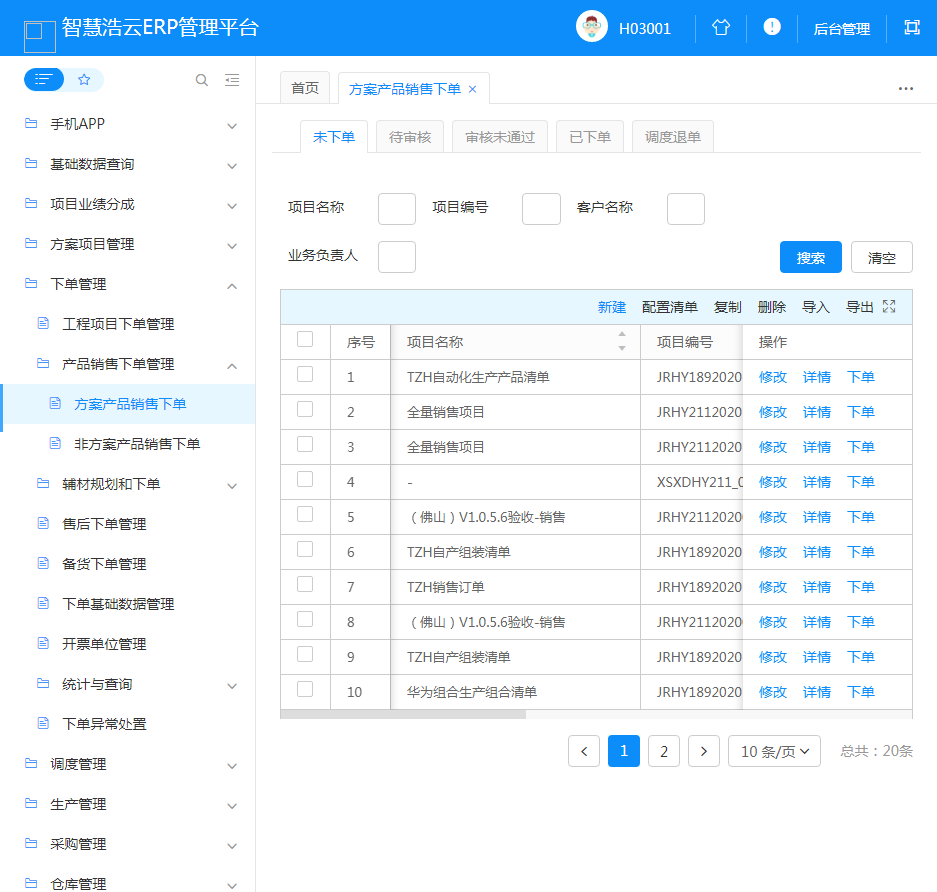 智慧浩云ERP管理平台
H03001
后台管理
手机APP
基础数据查询
项目业绩分成
方案项目管理
下单管理
工程项目下单管理
产品销售下单管理
方案产品销售下单
非方案产品销售下单
辅材规划和下单
售后下单管理
备货下单管理
下单基础数据管理
开票单位管理
统计与查询
下单异常处置
调度管理
生产管理
采购管理
仓库管理
首页 方案产品销售下单 ×
未下单 待审核 审核未通过 已下单 调度退单
项目名称 项目编号 客户名称
业务负责人 搜索 清空
新建 配置清单 复制 删除 导入 导出
序号 项目名称 项目编号 操作
1 TZH自动化生产产品清单 JRHY1892020 修改 详情 下单
2 全量销售项目 JRHY2112020 修改 详情 下单
3 全量销售项目 JRHY2112020 修改 详情 下单
4 - XSXDHY211_0 修改 详情 下单
5 （佛山）V1.0.5.6验收-销售 JRHY2112020 修改 详情 下单
6 TZH自产组装清单 JRHY1892020 修改 详情 下单
7 TZH销售订单 JRHY1892020 修改 详情 下单
8 （佛山）V1.0.5.6验收-销售 JRHY2112020 修改 详情 下单
9 TZH自产组装清单 JRHY1892020 修改 详情 下单
10 华为组合生产组合清单 JRHY1892020 修改 详情 下单
< 1 2 > 10 条/页 总共：20条